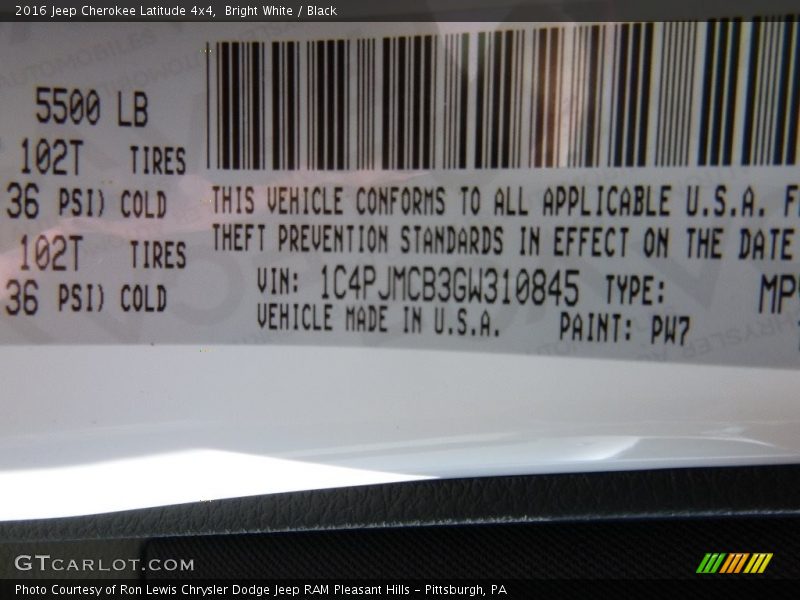 2016 Jeep Cherokee Latitude 4x4, Bright White / Black
5500 LB
102T TIRES
36 PSI) COLD
102T TIRES
36 PSI) COLD
THIS VEHICLE CONFORMS TO ALL APPLICABLE U.S.A.
THEFT PREVENTION STANDARDS IN EFFECT ON THE DATE
VIN: 1C4PJMCB3GW310845 TYPE: MP
VEHICLE MADE IN U.S.A. PAINT: PW7
GTCARLOT.COM
Photo Courtesy of Ron Lewis Chrysler Dodge Jeep RAM Pleasant Hills - Pittsburgh, PA